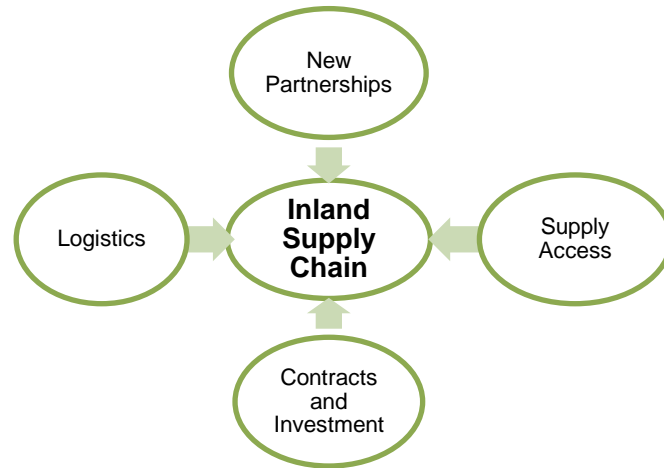 New
Partnerships
Logistics
Inland
Supply
Chain
Supply
Access
Contracts
and
Investment